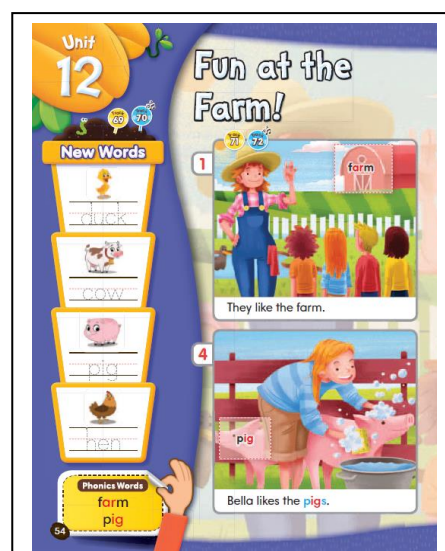 Unit
12
Fun at the
Farm!
69
70
New Words
duck
cow
pig
hen
Phonics Words
farm
pig
54
71
72
1
farm
They like the farm.
4
pig
Bella likes the pigs.